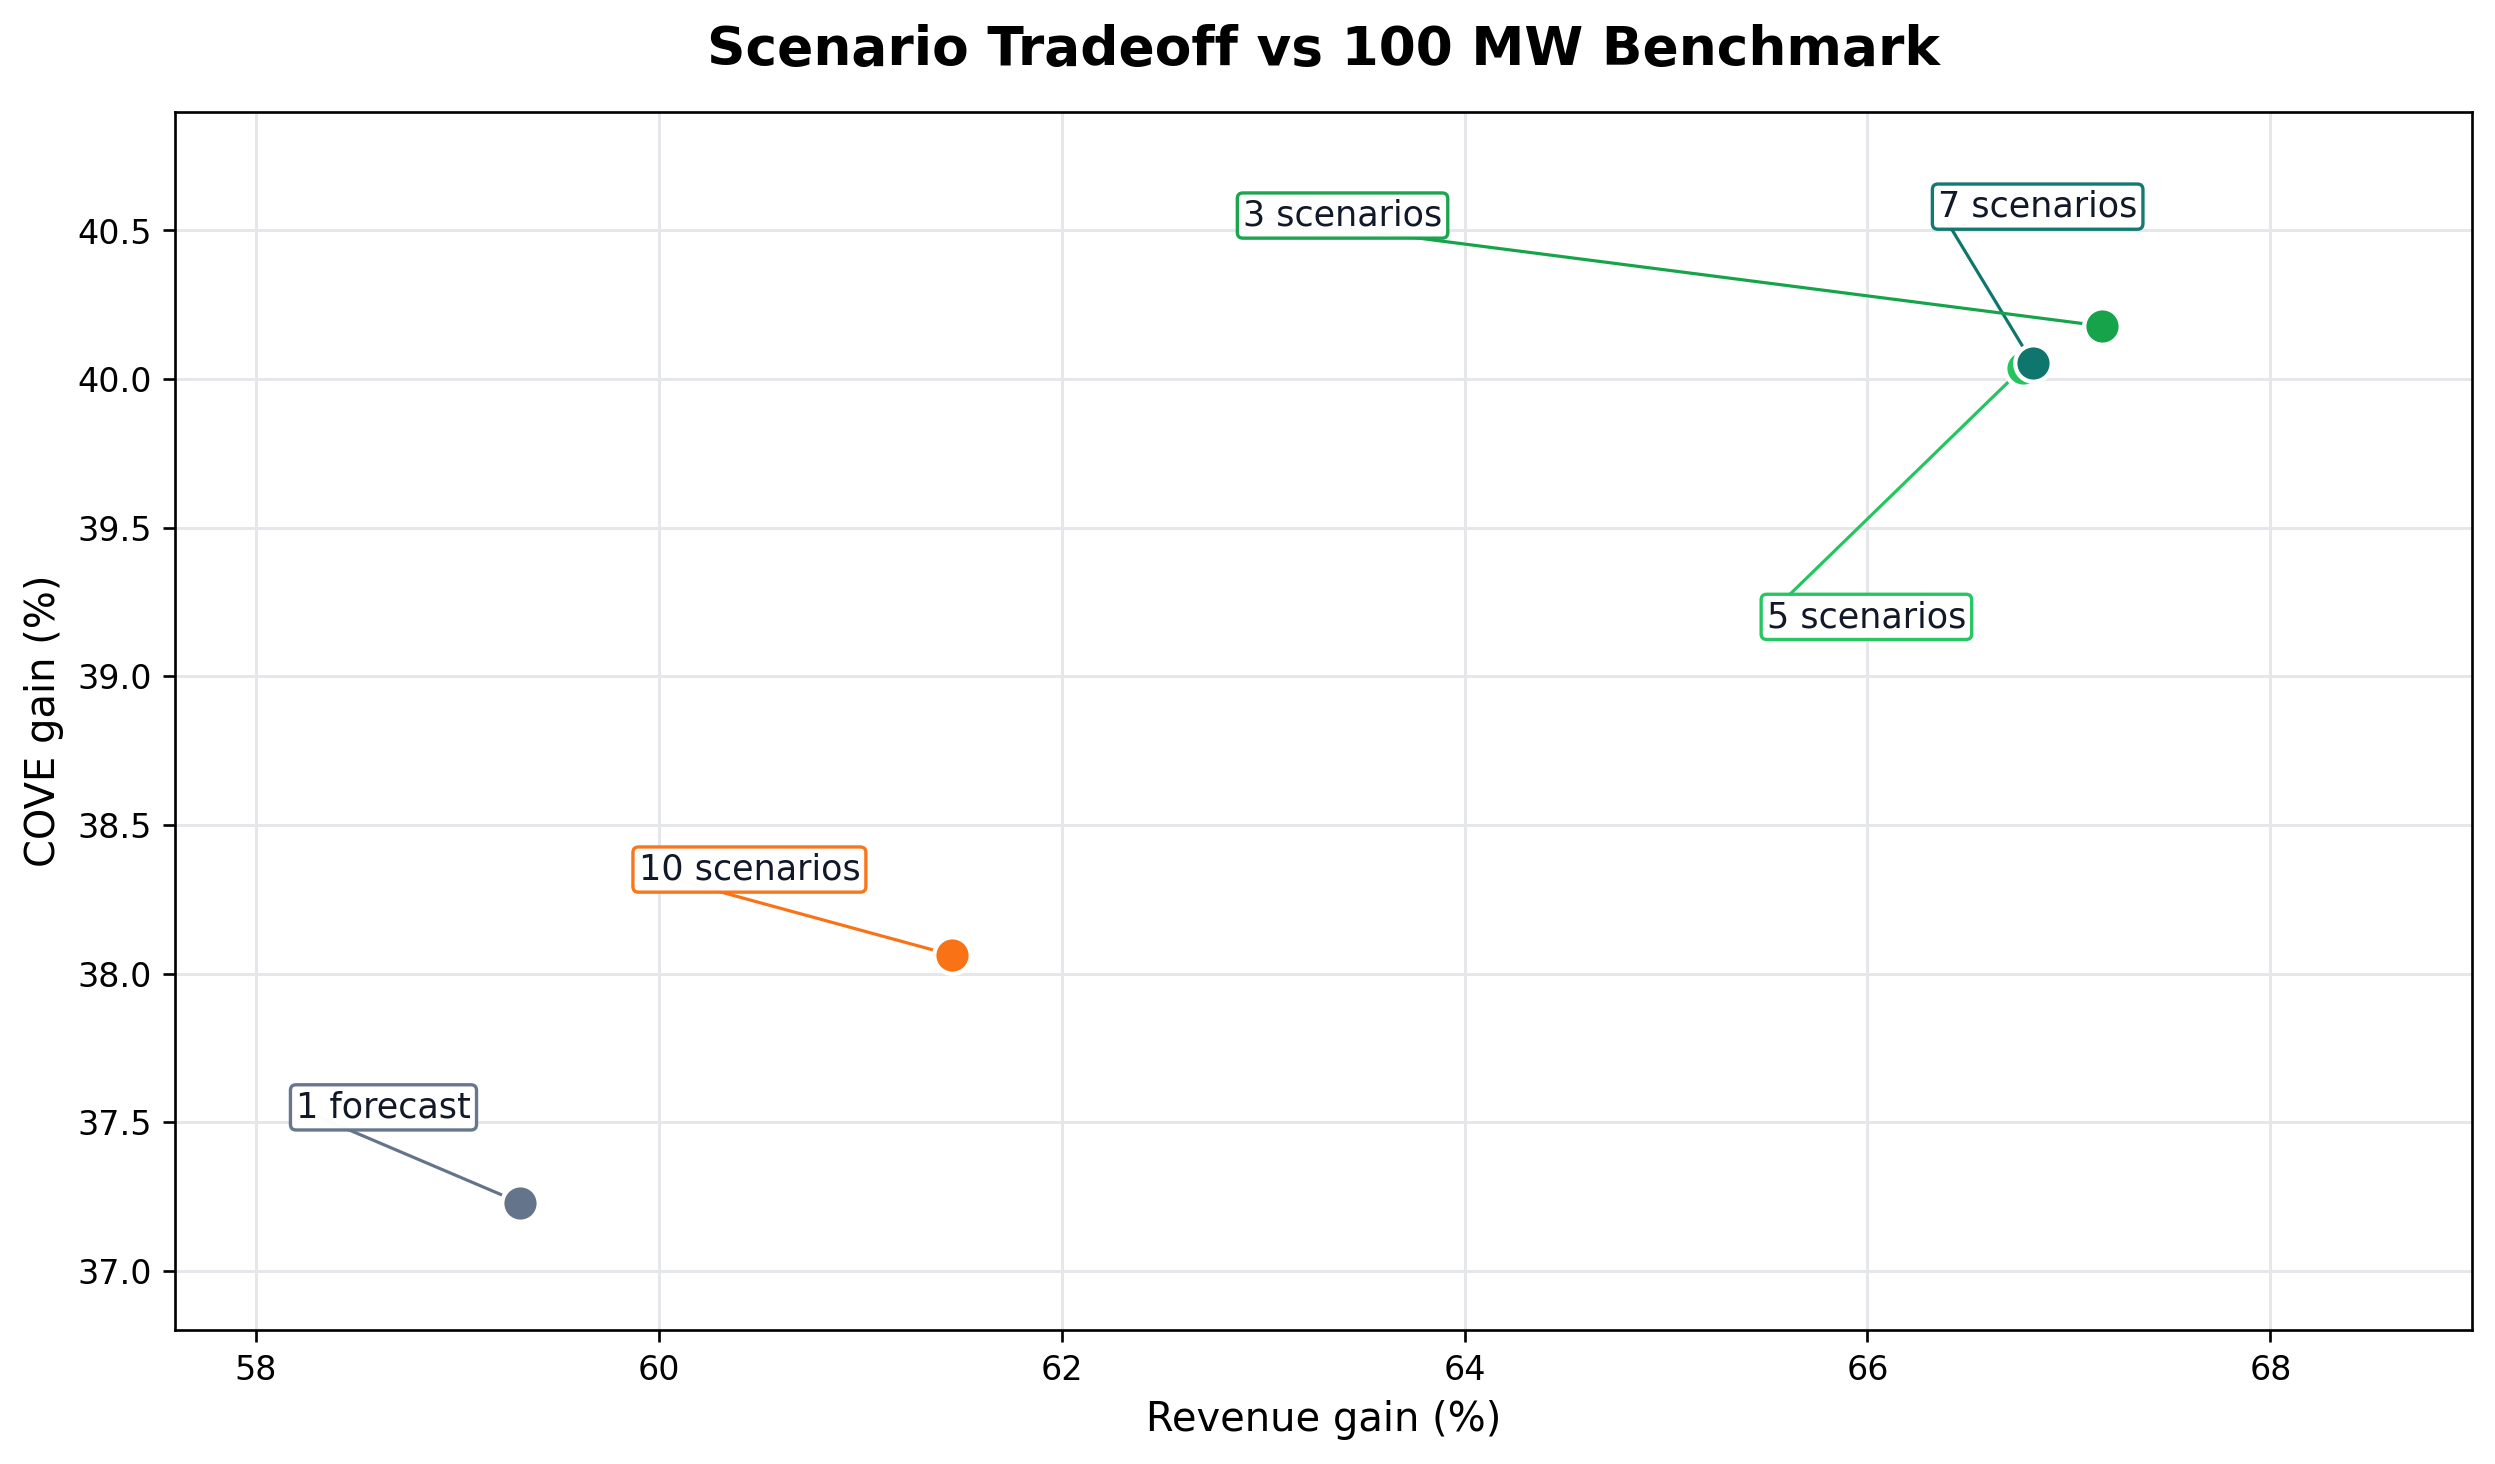 Scenario Tradeoff vs 100 MW Benchmark
COVE gain (%)
40.5
40.0
39.5
39.0
38.5
38.0
37.5
37.0
3 scenarios
7 scenarios
5 scenarios
10 scenarios
1 forecast
58
60
62
64
66
68
Revenue gain (%)